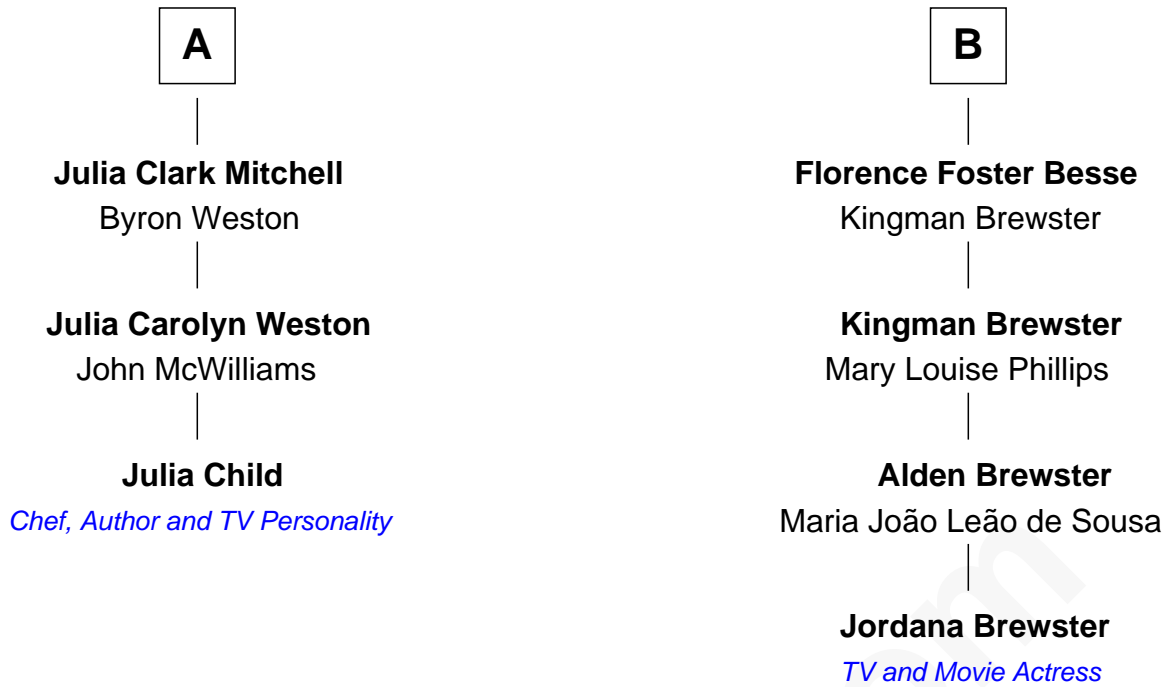 A
Julia Clark Mitchell
Byron Weston
Julia Carolyn Weston
John McWilliams
Julia Child
Chef, Author and TV Personality
B
Florence Foster Besse
Kingman Brewster
Kingman Brewster
Mary Louise Phillips
Alden Brewster
Maria João Leão de Sousa
Jordana Brewster
TV and Movie Actress